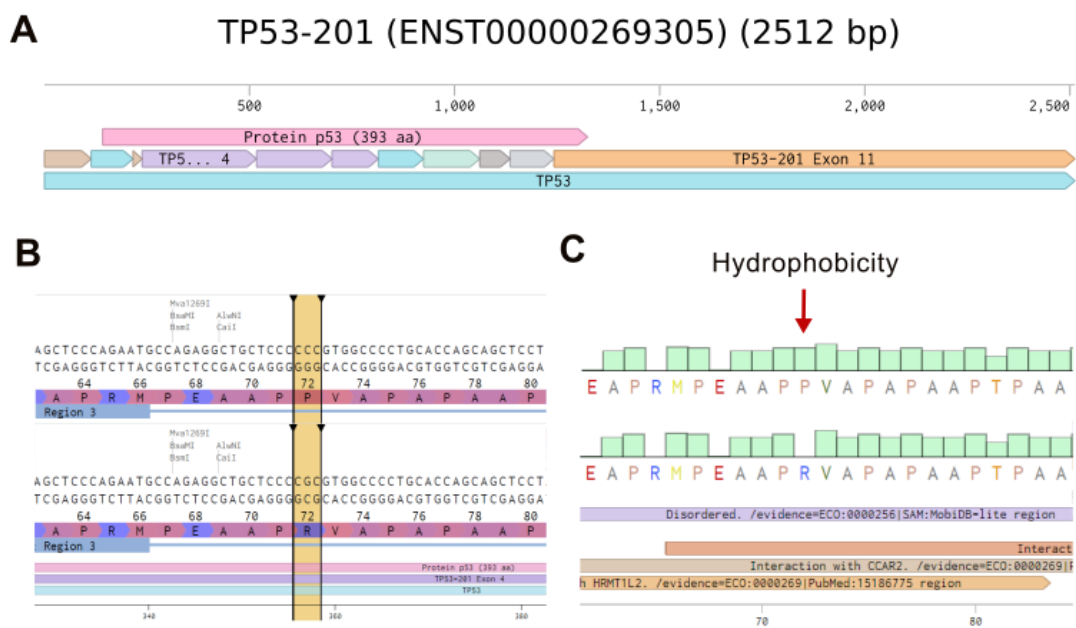 A
TP53-201 (ENST00000269305) (2512 bp)
500 1,000 1,500 2,000 2,500
Protein p53 (393 aa)
TP5... 4 TP53-201 Exon 11
TP53
B
Mva1269I
BsaMI AlwNI
BsmI CaiI
AGCTCCCAGAATGCCAGAGGCTGCTCCCCCCGTGGCCCCTGCACCAGCAGCTCCT
TCGAGGGTCTTACGGTCTCCGACGAGGGGGGCACCGGGGACGTGGTCGTCGAGGA
64 66 68 70 72 74 76 78 80
A P R M P E A A P P V A P A P A A P
Region 3
Mva1269I
BsaMI AlwNI
BsmI CaiI
AGCTCCCAGAATGCCAGAGGCTGCTCCCCGCGTGGCCCCTGCACCAGCAGCTCCT
TCGAGGGTCTTACGGTCTCCGACGAGGGGCGCACCGGGGACGTGGTCGTCGAGGA
64 66 68 70 72 74 76 78 80
A P R M P E A A P R V A P A P A A P
Region 3
Protein p53 (393 aa)
TP53-201 Exon 4
TP53
340 360 380
C
Hydrophobicity
E A P R M P E A A P P V A P A P A A P T P A A
E A P R M P E A A P R V A P A P A A P T P A A
Disordered. /evidence=ECO:0000256|SAM:MobiDB-lite region
Interact
Interaction with CCAR2. /evidence=ECO:0000269|
h HRMT1L2. /evidence=ECO:0000269|PubMed:15186775 region
70 80